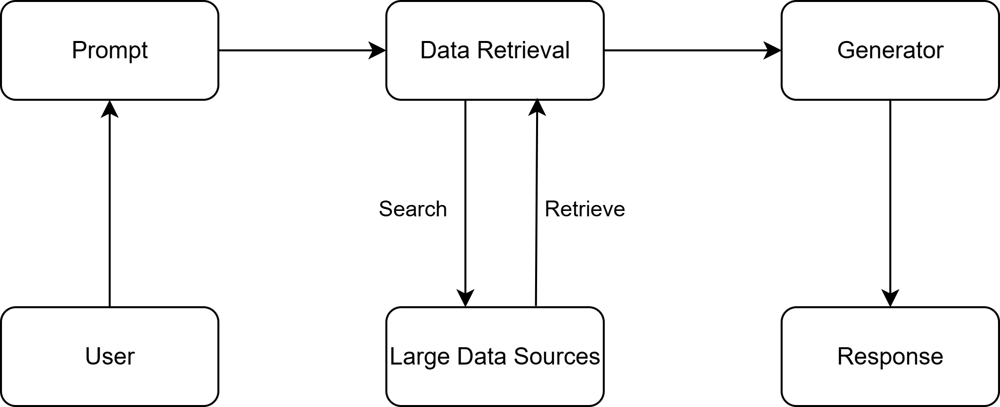 Prompt
Data Retrieval
Generator
Search
Retrieve
User
Large Data Sources
Response